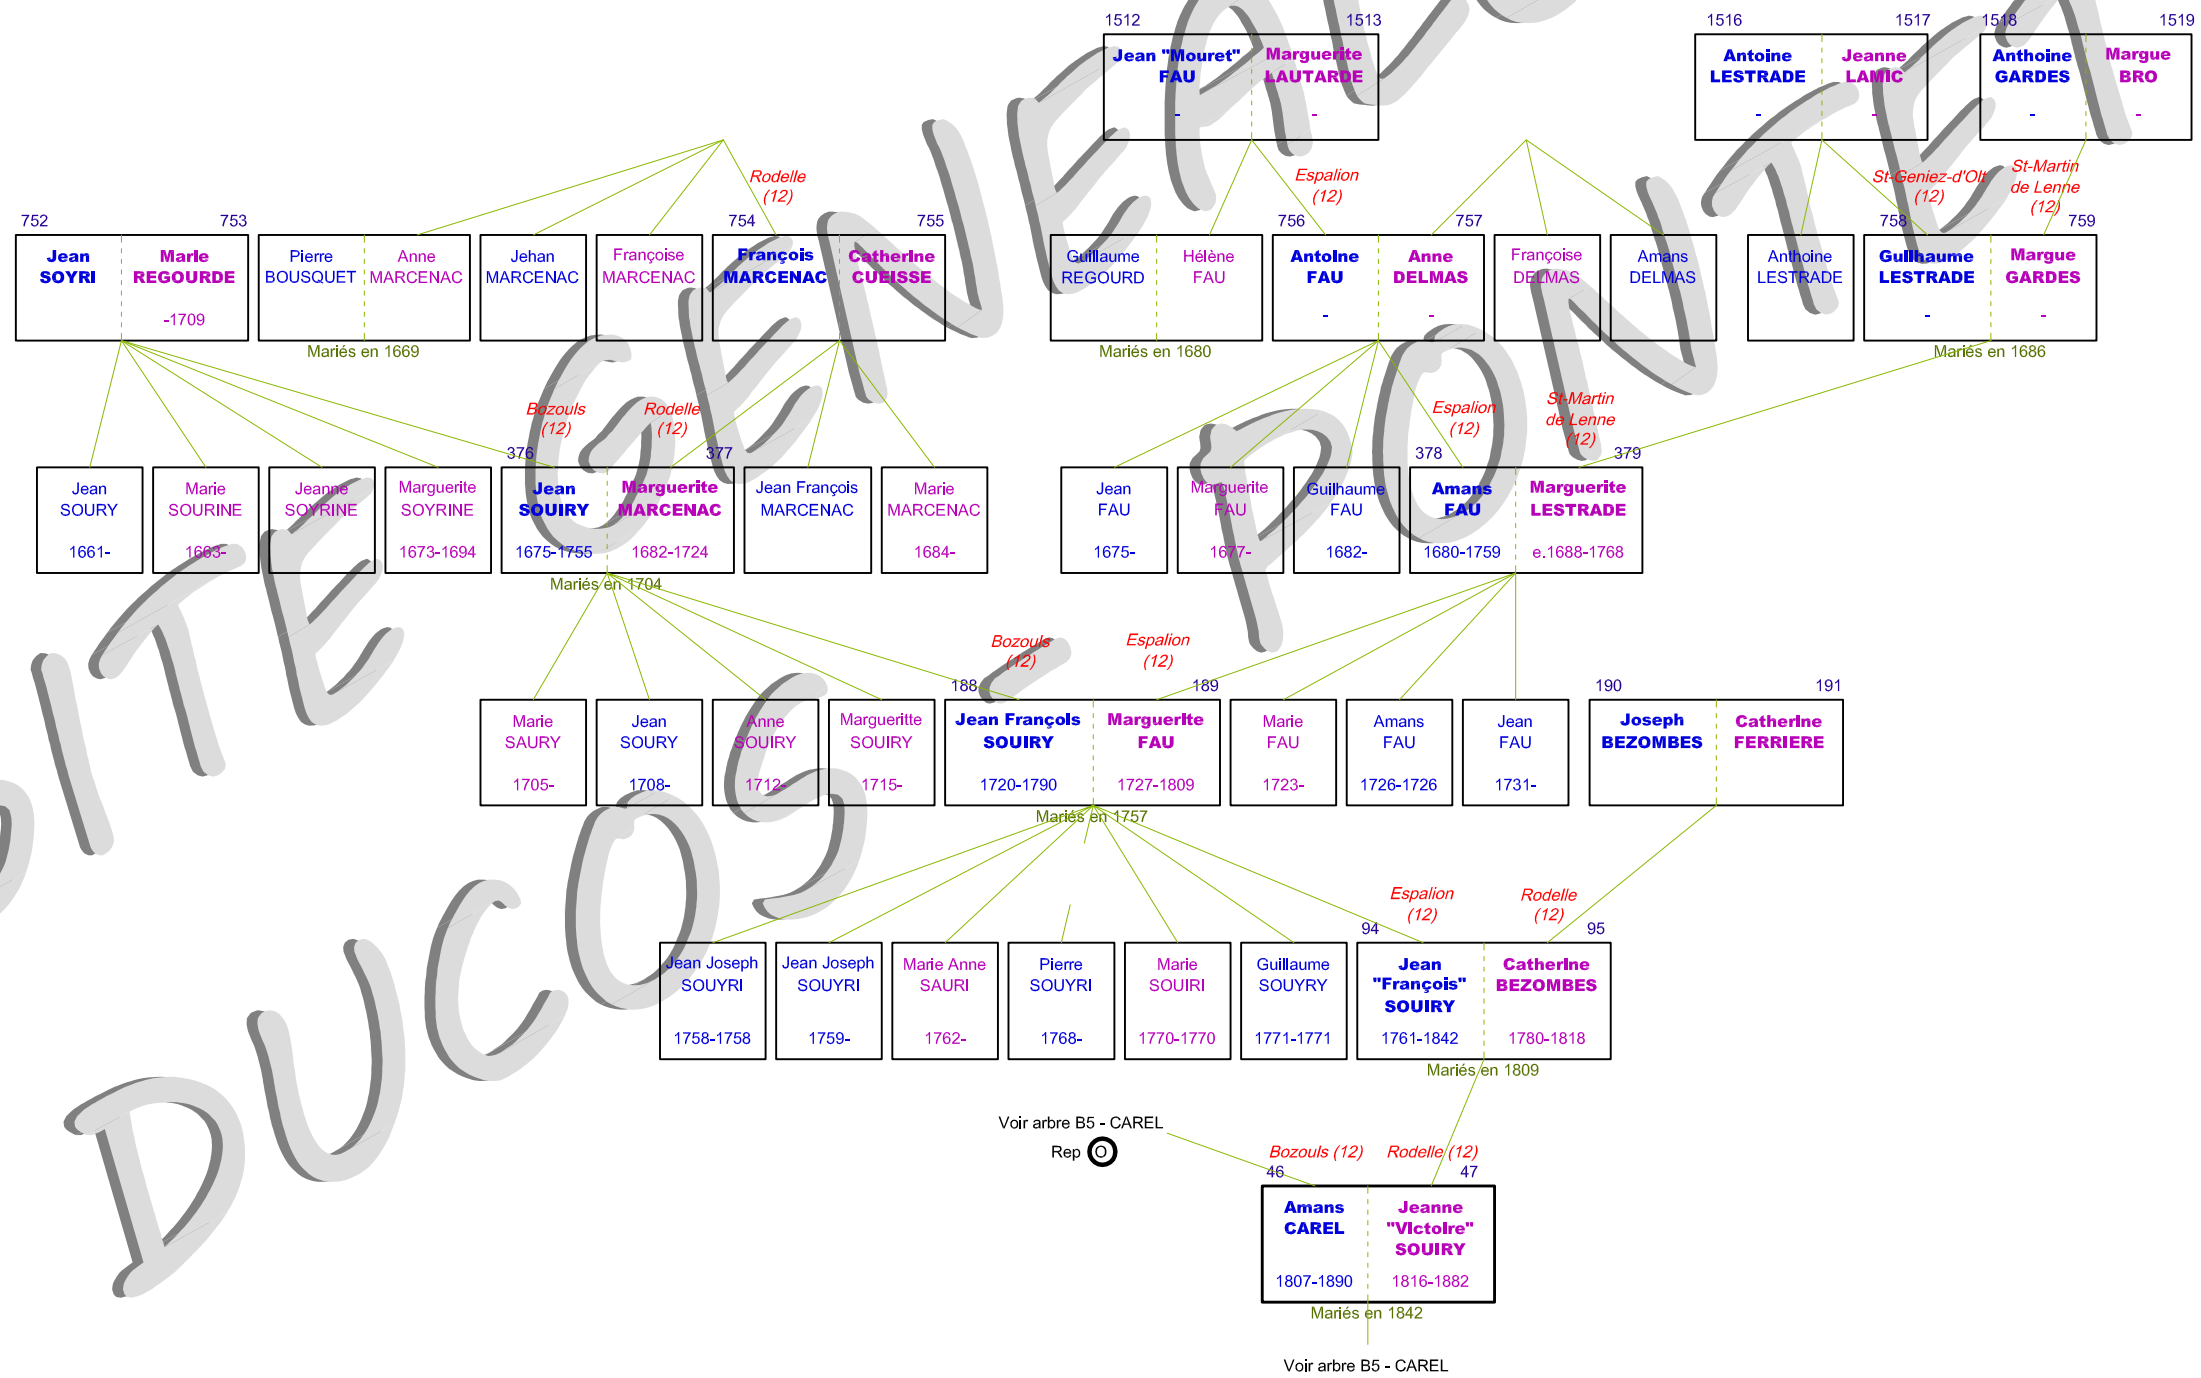 1512 1513 1516 1517 1518 1519
Jean "Mouret" Marguerite Antoine Jeanne Anthoine Margue
FAU LAUTARDE LESTRADE LAMIC GARDES BRO
- - - - - -
Rodelle Espalion St-Geniez-d'Olt St-Martin
(12) (12) (12) de Lenne
(12)
752 753 754 755 756 757 758 759
Jean Marie Pierre Anne Jehan Françoise François Catherine Guillaume Hélène Antoine Anne Françoise Amans Anthoine Guilhaume Margue
SOYRI REGOURDE BOUSQUET MARCENAC MARCENAC MARCENAC MARCENAC CUEISSE REGOURD FAU FAU DELMAS DELMAS DELMAS LESTRADE LESTRADE GARDES
-1709 - - - -
Mariés en 1669 Mariés en 1680 Mariés en 1686
Bozouls Rodelle Espalion St-Martin
(12) (12) (12) de Lenne
(12)
376 377 378 379
Jean Marie Jeanne Marguerite Jean Marguerite Jean François Marie Jean Marguerite Guilhaume Amans Marguerite
SOURY SOURINE SOYRINE SOYRINE SOUIRY MARCENAC MARCENAC MARCENAC FAU FAU FAU FAU LESTRADE
1661- 1663- 1673-1694 1675-1755 1682-1724 1684- 1675- 1677- 1682- 1680-1759 e.1688-1768
Mariés en 1704
Bozouls Espalion
(12) (12)
188 189 190 191
Marie Jean Anne Margueritte Jean François Marguerite Marie Amans Jean Joseph Catherine
SAURY SOURY SOUIRY SOUIRY SOUIRY FAU FAU FAU FAU BEZOMBES FERRIERE
1705- 1708- 1712- 1715- 1720-1790 1727-1809 1723- 1726-1726 1731-
Mariés en 1757
Espalion Rodelle
(12) (12)
94 95
Jean Joseph Jean Joseph Marie Anne Pierre Marie Guillaume Jean Catherine
SOUYRI SOUYRI SAURI SOUYRI SOUIRI SOUYRY "François" BEZOMBES
SOUIRY
1758-1758 1759- 1762- 1768- 1770-1770 1771-1771 1761-1842 1780-1818
Mariés en 1809
Voir arbre B5 - CAREL
Rep O
Bozouls (12) Rodelle (12)
46 47
Amans Jeanne
CAREL "Victoire"
SOUIRY
1807-1890 1816-1882
Mariés en 1842
Voir arbre B5 - CAREL
SITE GENEAL
DUCOS - PONTET